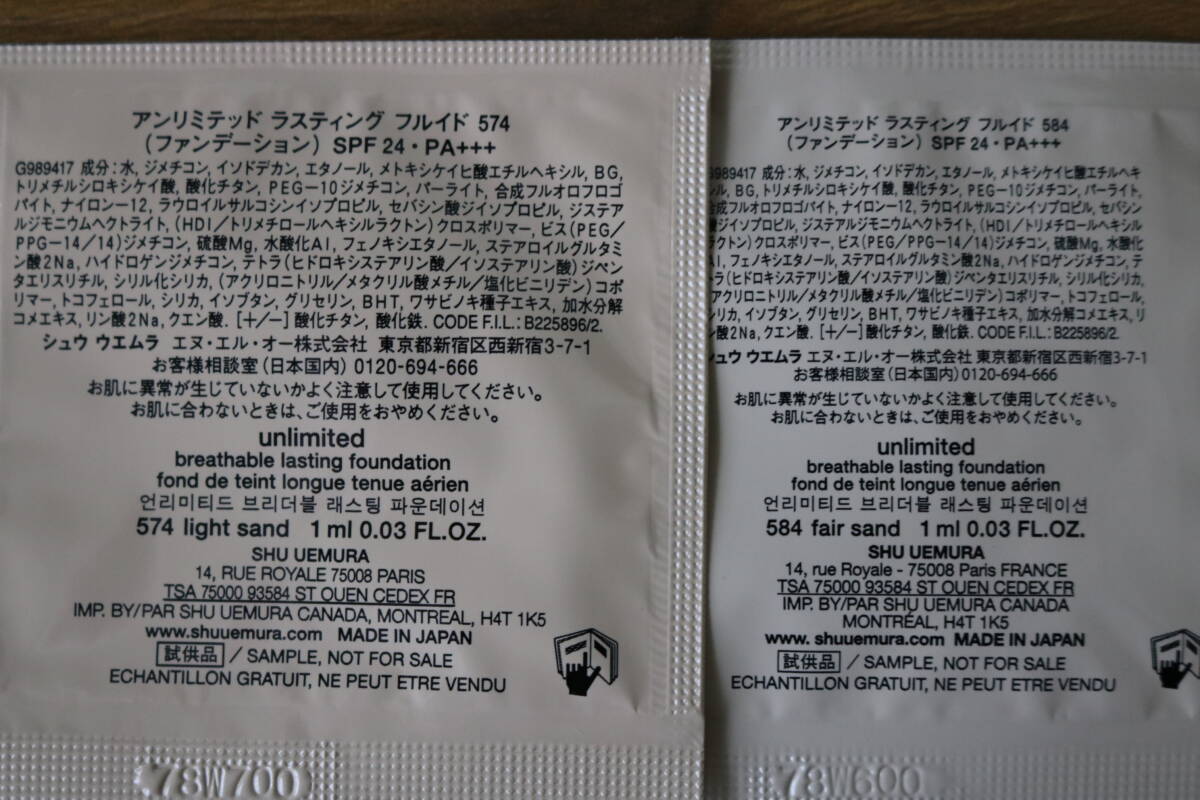 アンリミテッド ラスティング フルイド 574
(ファンデーション) SPF 24・PA+++
G989417 成分:水, ジメチコン, イソドデカン, エタノール, メトキシケイヒ酸エチルヘキシル, BG,
トリメチルシロキシケイ酸, 酸化チタン, PEG-10ジメチコン, パーライト, 合成フルオロフロゴ
パイト, ナイロン-12, ラウロイルサルコシンイソプロピル, セバシン酸ジイソプロピル, ジステア
ルジモニウムヘクトライト, (HDI/トリメチロールヘキシルラクトン) クロスポリマー, ビス(PEG/
PPG-14/14)ジメチコン, 硫酸Mg, 水酸化Al, フェノキシエタノール, ステアロイルグルタミ
ン酸2Na, ハイドロゲンジメチコン, テトラ(ヒドロキシステアリン酸/イソステアリン酸)ジペン
タエリスリチル, シリル化シリカ, (アクリロニトリル/メタクリル酸メチル/塩化ビニリデン)コポ
リマー, トコフェロール, シリカ, イソブタン, グリセリン, BHT, ワサビノキ種子エキス, 加水分解
コメエキス, リン酸2Na, クエン酸. [+/-] 酸化チタン, 酸化鉄. CODE F.I.L.: B225896/2.
シュウ ウエムラ エヌ・エル・オー株式会社 東京都新宿区西新宿3-7-1
お客様相談室(日本国内) 0120-694-666
お肌に異常が生じていないかよく注意して使用してください。
お肌に合わないときは、ご使用をおやめください。
unlimited
breathable lasting foundation
fond de teint longue tenue aérien
언리미티드 브리더블 래스팅 파운데이션
574 light sand 1 ml 0.03 FL.OZ.
SHU UEMURA
14, RUE ROYALE 75008 PARIS
TSA 75000 93584 ST OUEN CEDEX FR
IMP. BY/PAR SHU UEMURA CANADA, MONTREAL, H4T 1K5
www.shuuemura.com MADE IN JAPAN
試供品 / SAMPLE, NOT FOR SALE
ECHANTILLON GRATUIT, NE PEUT ETRE VENDU
78W700
アンリミテッド ラスティング フルイド 584
(ファンデーション) SPF 24・PA+++
989417 成分:水, ジメチコン, イソドデカン, エタノール, メトキシケイヒ酸エチルヘキ
シル, BG, トリメチルシロキシケイ酸, 酸化チタン, PEG-10ジメチコン, パーライト,
合成フルオロフロゴパイト, ナイロン-12, ラウロイルサルコシンイソプロピル, セバシン
酸ジイソプロピル, ジステアルジモニウムヘクトライト, (HDI/トリメチロールヘキシル
ラクトン) クロスポリマー, ビス(PEG/PPG-14/14)ジメチコン, 硫酸Mg, 水酸化
Al, フェノキシエタノール, ステアロイルグルタミン酸2Na, ハイドロゲンジメチコン, テ
トラ(ヒドロキシステアリン酸/イソステアリン酸)ジペンタエリスリチル, シリル化シリカ,
アクリロニトリル/メタクリル酸メチル/塩化ビニリデン)コポリマー, トコフェロール,
シリカ, イソブタン, グリセリン, BHT, ワサビノキ種子エキス, 加水分解コメエキス, リ
ン酸2Na, クエン酸. [+/-] 酸化チタン, 酸化鉄. CODE F.I.L.: B225896/2.
シュウ ウエムラ エヌ・エル・オー株式会社 東京都新宿区西新宿3-7-1
お客様相談室(日本国内) 0120-694-666
お肌に異常が生じていないかよく注意して使用してください。
お肌に合わないときは、ご使用をおやめください。
unlimited
breathable lasting foundation
fond de teint longue tenue aérien
언리미티드 브리더블 래스팅 파운데이션
584 fair sand 1 ml 0.03 FL.OZ.
SHU UEMURA
14, rue Royale - 75008 Paris FRANCE
TSA 75000 93584 ST OUEN CEDEX FR
IMP. BY/PAR SHU UEMURA CANADA
MONTRÉAL, H4T 1K5
www. shuuemura.com MADE IN JAPAN
試供品 / SAMPLE, NOT FOR SALE
ECHANTILLON GRATUIT, NE PEUT ETRE VENDU
78W600